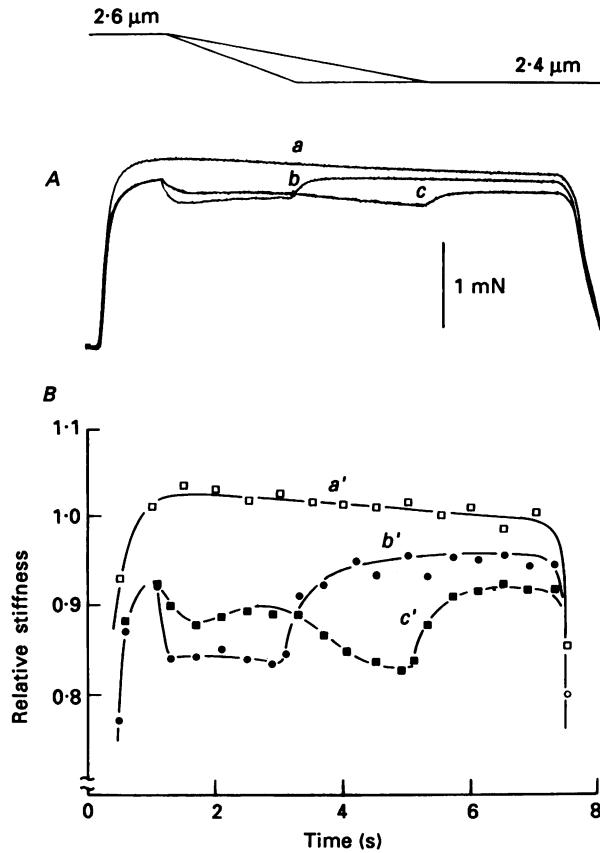 2·6 μm
2·4 μm
A
a
b
c
1 mN
B
1·1
1·0
0·9
0·8
Relative stiffness
a'
b'
c'
0 2 4 6 8
Time (s)